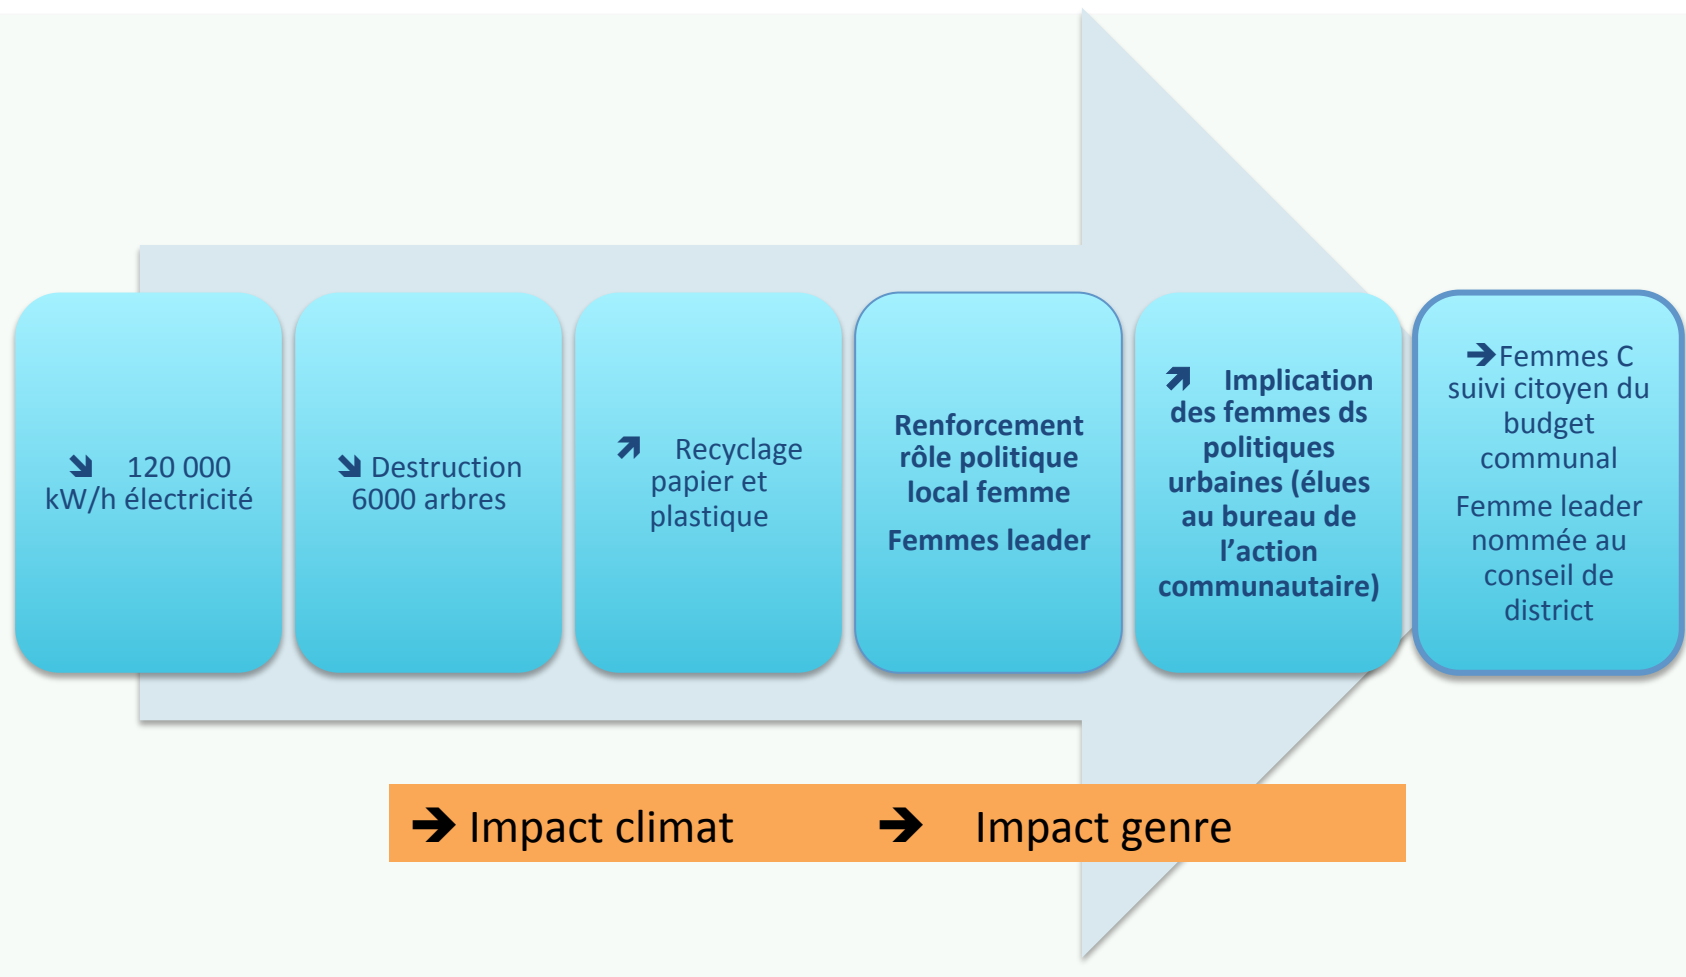 ➔ 120 000
kW/h électricité
➔ Destruction
6000 arbres
➔ Recyclage
papier et
plastique
Renforcement
rôle politique
local femme
Femmes leader
➔ Implication
des femmes ds
politiques
urbaines (élues
au bureau de
l’action
communautaire)
➔Femmes C
suivi citoyen du
budget
communal
Femme leader
nommée au
conseil de
district
➔ Impact climat ➔ Impact genre